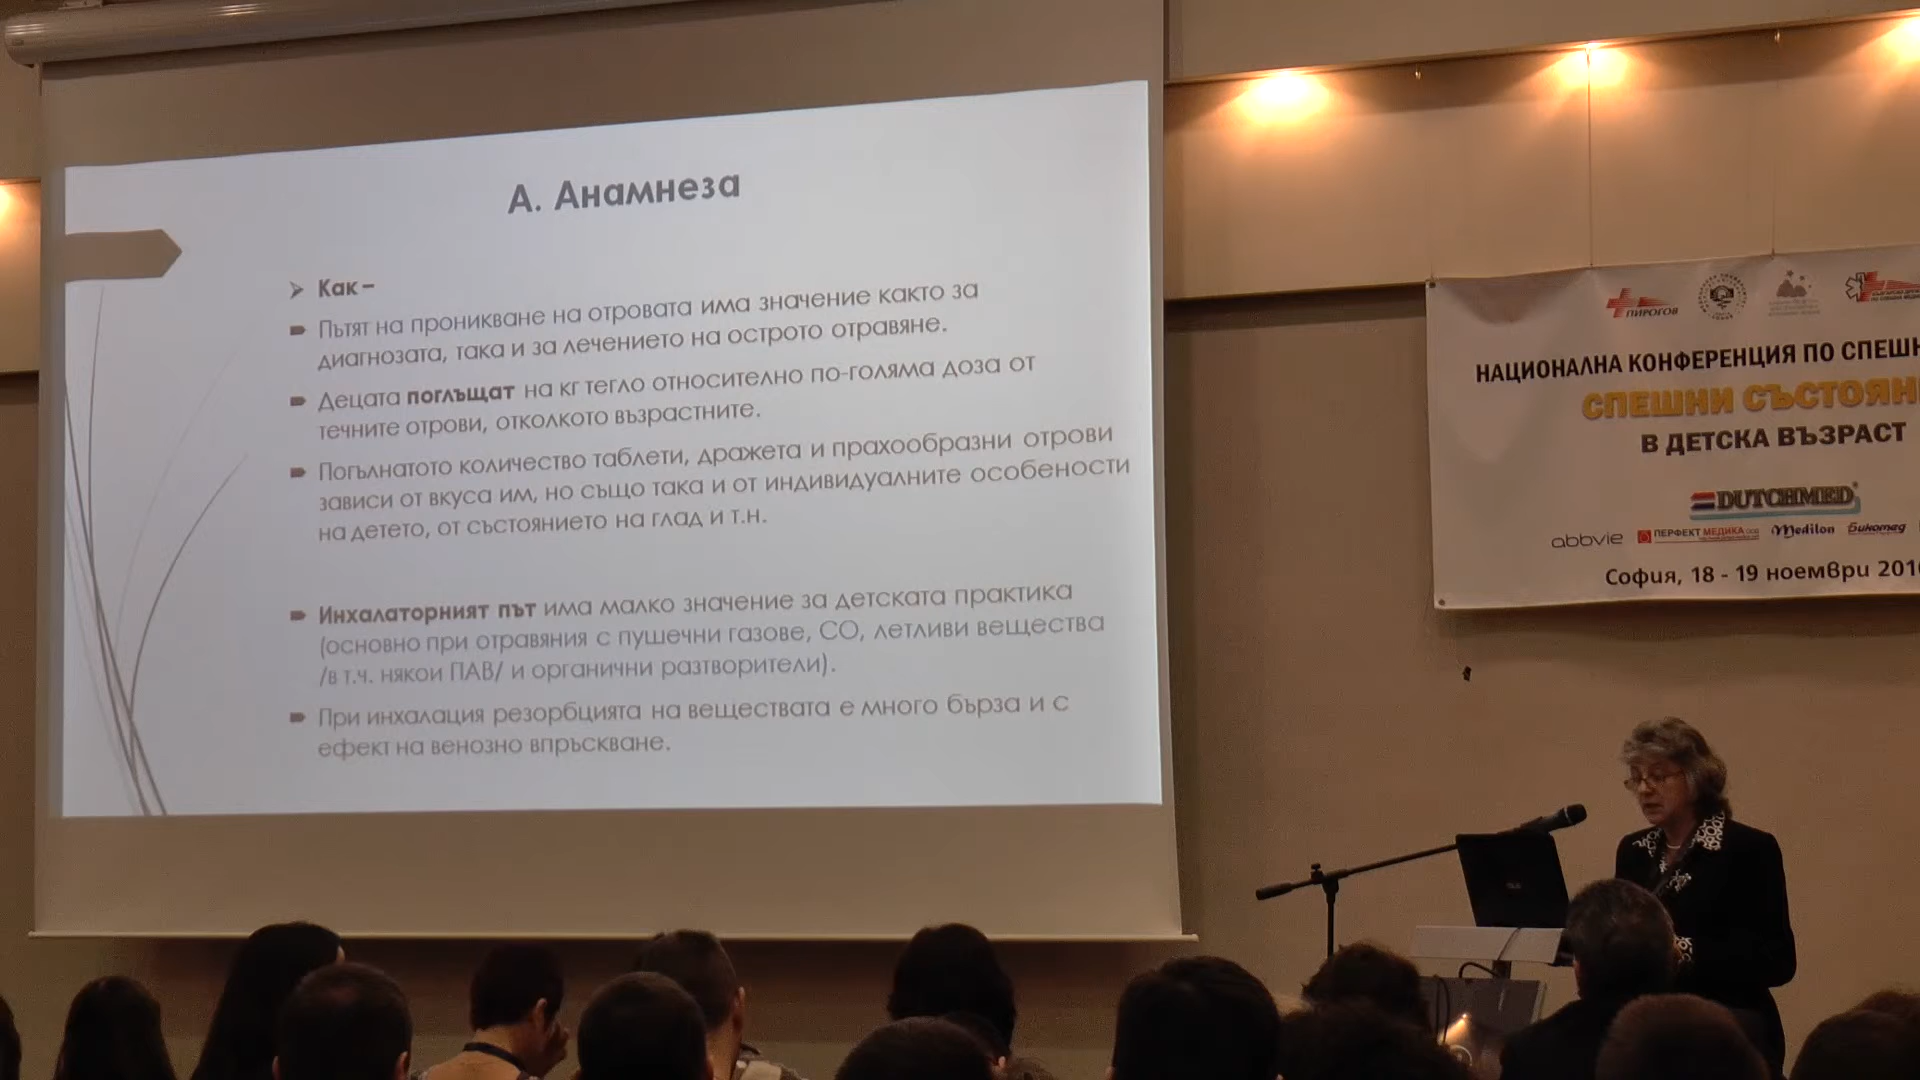 А. Анамнеза
Как –
Пътят на проникване на отровата има значение както за
диагнозата, така и за лечението на острото отравяне.
Децата поглъщат на кг тегло относително по-голяма доза от
течните отрови, отколкото възрастните.
Погълнатото количество таблети, дражета и прахообразни отрови
зависи от вкуса им, но също така и от индивидуалните особености
на детето, от състоянието на глад и т.н.
Инхалаторният път има малко значение за детската практика
(основно при отравяния с пушечни газове, СО, летливи вещества
/в т.ч. някои ПАВ/ и органични разтворители).
При инхалация резорбцията на веществата е много бърза и с
ефект на венозно впръскване.
ПИРОГОВ
НАЦИОНАЛНА КОНФЕРЕНЦИЯ ПО СПЕШН
СПЕШНИ СЪСТОЯН
В ДЕТСКА ВЪЗРАСТ
DUTCHMED
abbvie ПЕРФЕКТ МЕДИКА Medilon Бикомед
София, 18 - 19 ноември 201